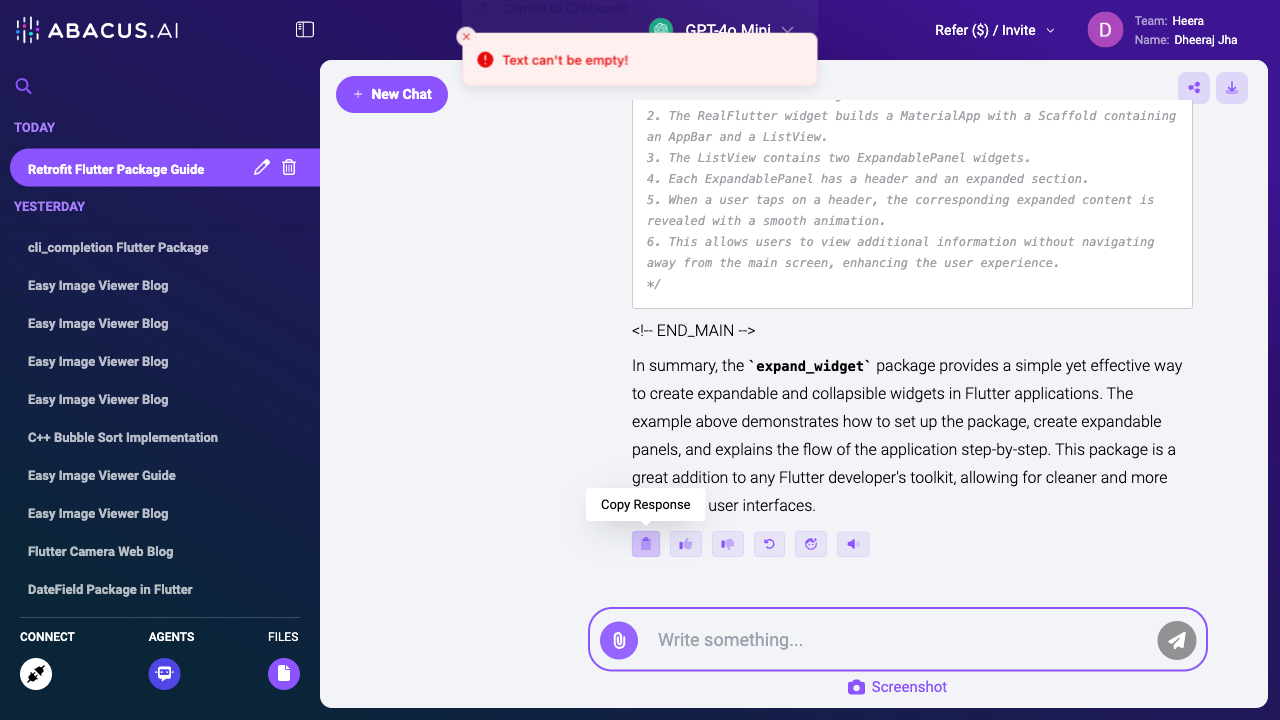 ABACUS.AI
Copied to Clipboard!
GPT-4o Mini
Text can't be empty!
Refer ($) / Invite
D
Team: Heera
Name: Dheeraj Jha
TODAY
Retrofit Flutter Package Guide
YESTERDAY
cli_completion Flutter Package
Easy Image Viewer Blog
Easy Image Viewer Blog
Easy Image Viewer Blog
Easy Image Viewer Blog
C++ Bubble Sort Implementation
Easy Image Viewer Guide
Easy Image Viewer Blog
Flutter Camera Web Blog
DateField Package in Flutter
CONNECT
AGENTS
FILES
+ New Chat
2. The RealFlutter widget builds a MaterialApp with a Scaffold containing
an AppBar and a ListView.
3. The ListView contains two ExpandablePanel widgets.
4. Each ExpandablePanel has a header and an expanded section.
5. When a user taps on a header, the corresponding expanded content is
revealed with a smooth animation.
6. This allows users to view additional information without navigating
away from the main screen, enhancing the user experience.
*/
<!-- END_MAIN -->
In summary, the `expand_widget` package provides a simple yet effective way
to create expandable and collapsible widgets in Flutter applications. The
example above demonstrates how to set up the package, create expandable
panels, and explains the flow of the application step-by-step. This package is a
great addition to any Flutter developer's toolkit, allowing for cleaner and more
user interfaces.
Copy Response
Write something...
Screenshot